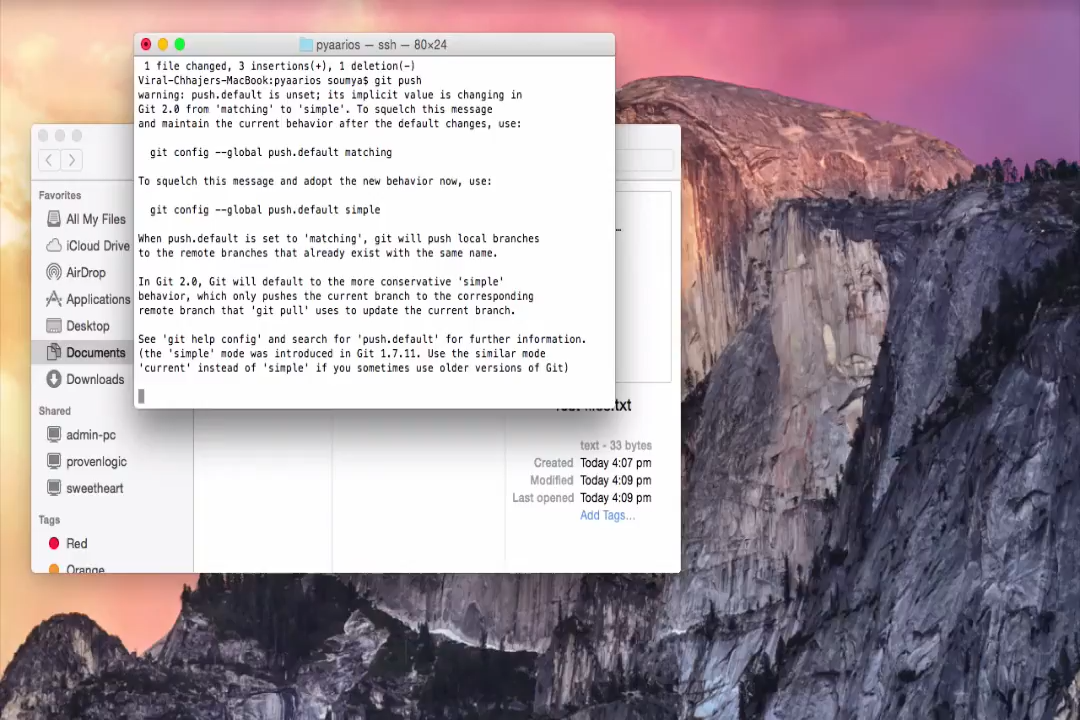 pyaarios — ssh — 80×24
1 file changed, 3 insertions(+), 1 deletion(-)
Viral-Chhajers-MacBook:pyaarios soumya$ git push
warning: push.default is unset; its implicit value is changing in
Git 2.0 from 'matching' to 'simple'. To squelch this message
and maintain the current behavior after the default changes, use:
git config --global push.default matching
To squelch this message and adopt the new behavior now, use:
git config --global push.default simple
When push.default is set to 'matching', git will push local branches
to the remote branches that already exist with the same name.
In Git 2.0, Git will default to the more conservative 'simple'
behavior, which only pushes the current branch to the corresponding
remote branch that 'git pull' uses to update the current branch.
See 'git help config' and search for 'push.default' for further information.
(the 'simple' mode was introduced in Git 1.7.11. Use the similar mode
'current' instead of 'simple' if you sometimes use older versions of Git)
Favorites
All My Files
iCloud Drive
AirDrop
Applications
Desktop
Documents
Downloads
Shared
admin-pc
provenlogic
sweetheart
Tags
Red
Orange
text - 33 bytes
Created Today 4:07 pm
Modified Today 4:09 pm
Last opened Today 4:09 pm
Add Tags...